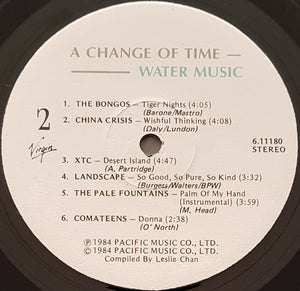 A CHANGE OF TIME —
— WATER MUSIC
2
Virgin
6.11180
STEREO
1. THE BONGOS — Tiger Nights (4:05)
(Barone/Mastro)
2. CHINA CRISIS — Wishful Thinking (4:08)
(Daly/Lundon)
3. XTC — Desert Island (4:47)
(A. Partridge)
4. LANDSCAPE — So Good, So Pure, So Kind (3:32)
(Burgess/Walters/BPW)
5. THE PALE FOUNTAINS — Palm Of My Hand
(Instrumental) (3:59)
(M. Head)
6. COMATEENS — Donna (2:38)
(O' North)
Ⓟ 1984 PACIFIC MUSIC CO., LTD.
© 1984 PACIFIC MUSIC CO., LTD.
Compiled By Leslie Chan